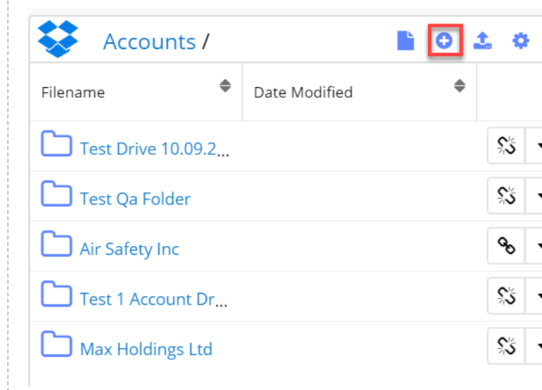 Accounts /
Filename Date Modified
Test Drive 10.09.2...
Test Qa Folder
Air Safety Inc
Test 1 Account Dr...
Max Holdings Ltd